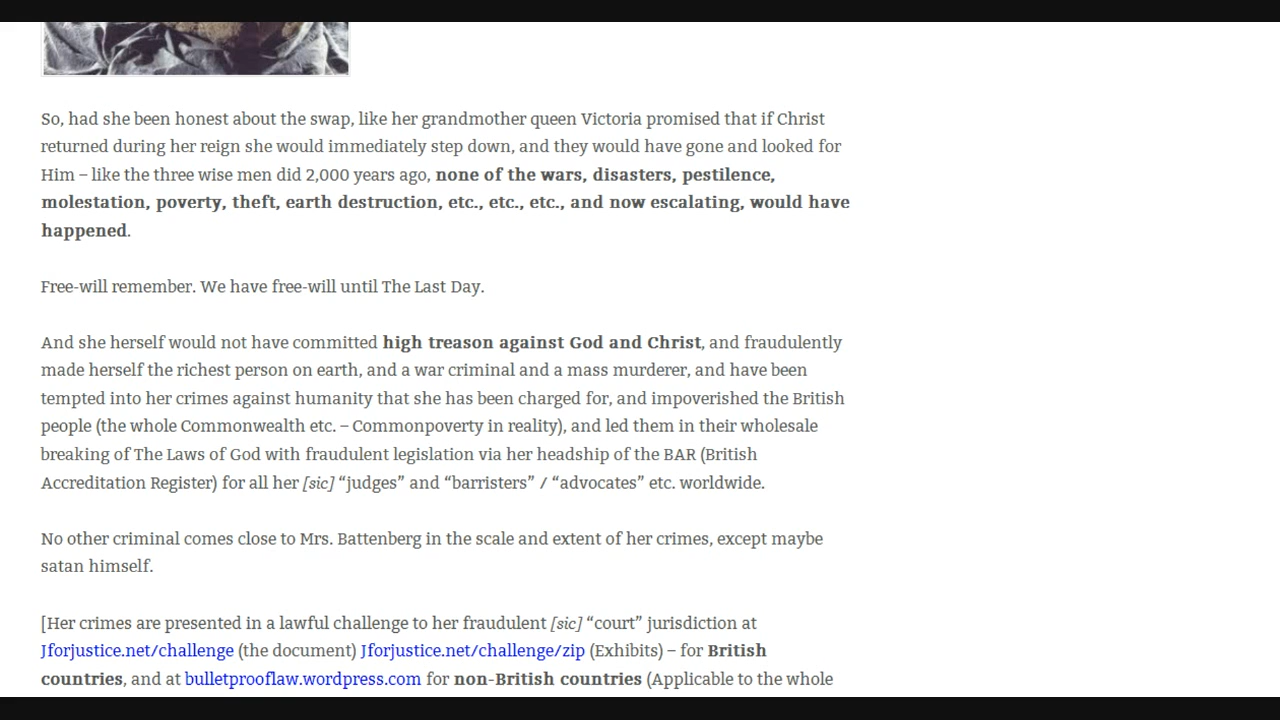 So, had she been honest about the swap, like her grandmother queen Victoria promised that if Christ
returned during her reign she would immediately step down, and they would have gone and looked for
Him – like the three wise men did 2,000 years ago, none of the wars, disasters, pestilence,
molestation, poverty, theft, earth destruction, etc., etc., etc., and now escalating, would have
happened.
Free-will remember. We have free-will until The Last Day.
And she herself would not have committed high treason against God and Christ, and fraudulently
made herself the richest person on earth, and a war criminal and a mass murderer, and have been
tempted into her crimes against humanity that she has been charged for, and impoverished the British
people (the whole Commonwealth etc. – Commonpoverty in reality), and led them in their wholesale
breaking of The Laws of God with fraudulent legislation via her headship of the BAR (British
Accreditation Register) for all her [sic] “judges” and “barristers” / “advocates” etc. worldwide.
No other criminal comes close to Mrs. Battenberg in the scale and extent of her crimes, except maybe
satan himself.
[Her crimes are presented in a lawful challenge to her fraudulent [sic] “court” jurisdiction at
Jforjustice.net/challenge (the document) Jforjustice.net/challenge/zip (Exhibits) – for British
countries, and at bulletprooflaw.wordpress.com for non-British countries (Applicable to the whole